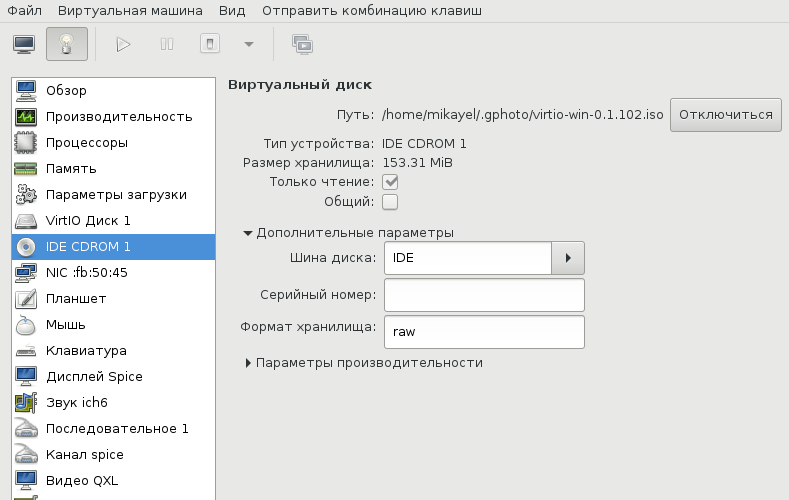 Файл Виртуальная машина Вид Отправить комбинацию клавиш
Обзор
Производительность
Процессоры
Память
Параметры загрузки
VirtIO Диск 1
IDE CDROM 1
NIC :fb:50:45
Планшет
Мышь
Клавиатура
Дисплей Spice
Звук ich6
Последовательное 1
Канал spice
Видео QXL
Виртуальный диск
Путь: /home/mikayel/.gphoto/virtio-win-0.1.102.iso Отключиться
Тип устройства: IDE CDROM 1
Размер хранилища: 153.31 MiB
Только чтение:
Общий:
Дополнительные параметры
Шина диска: IDE
Серийный номер:
Формат хранилища: raw
Параметры производительности